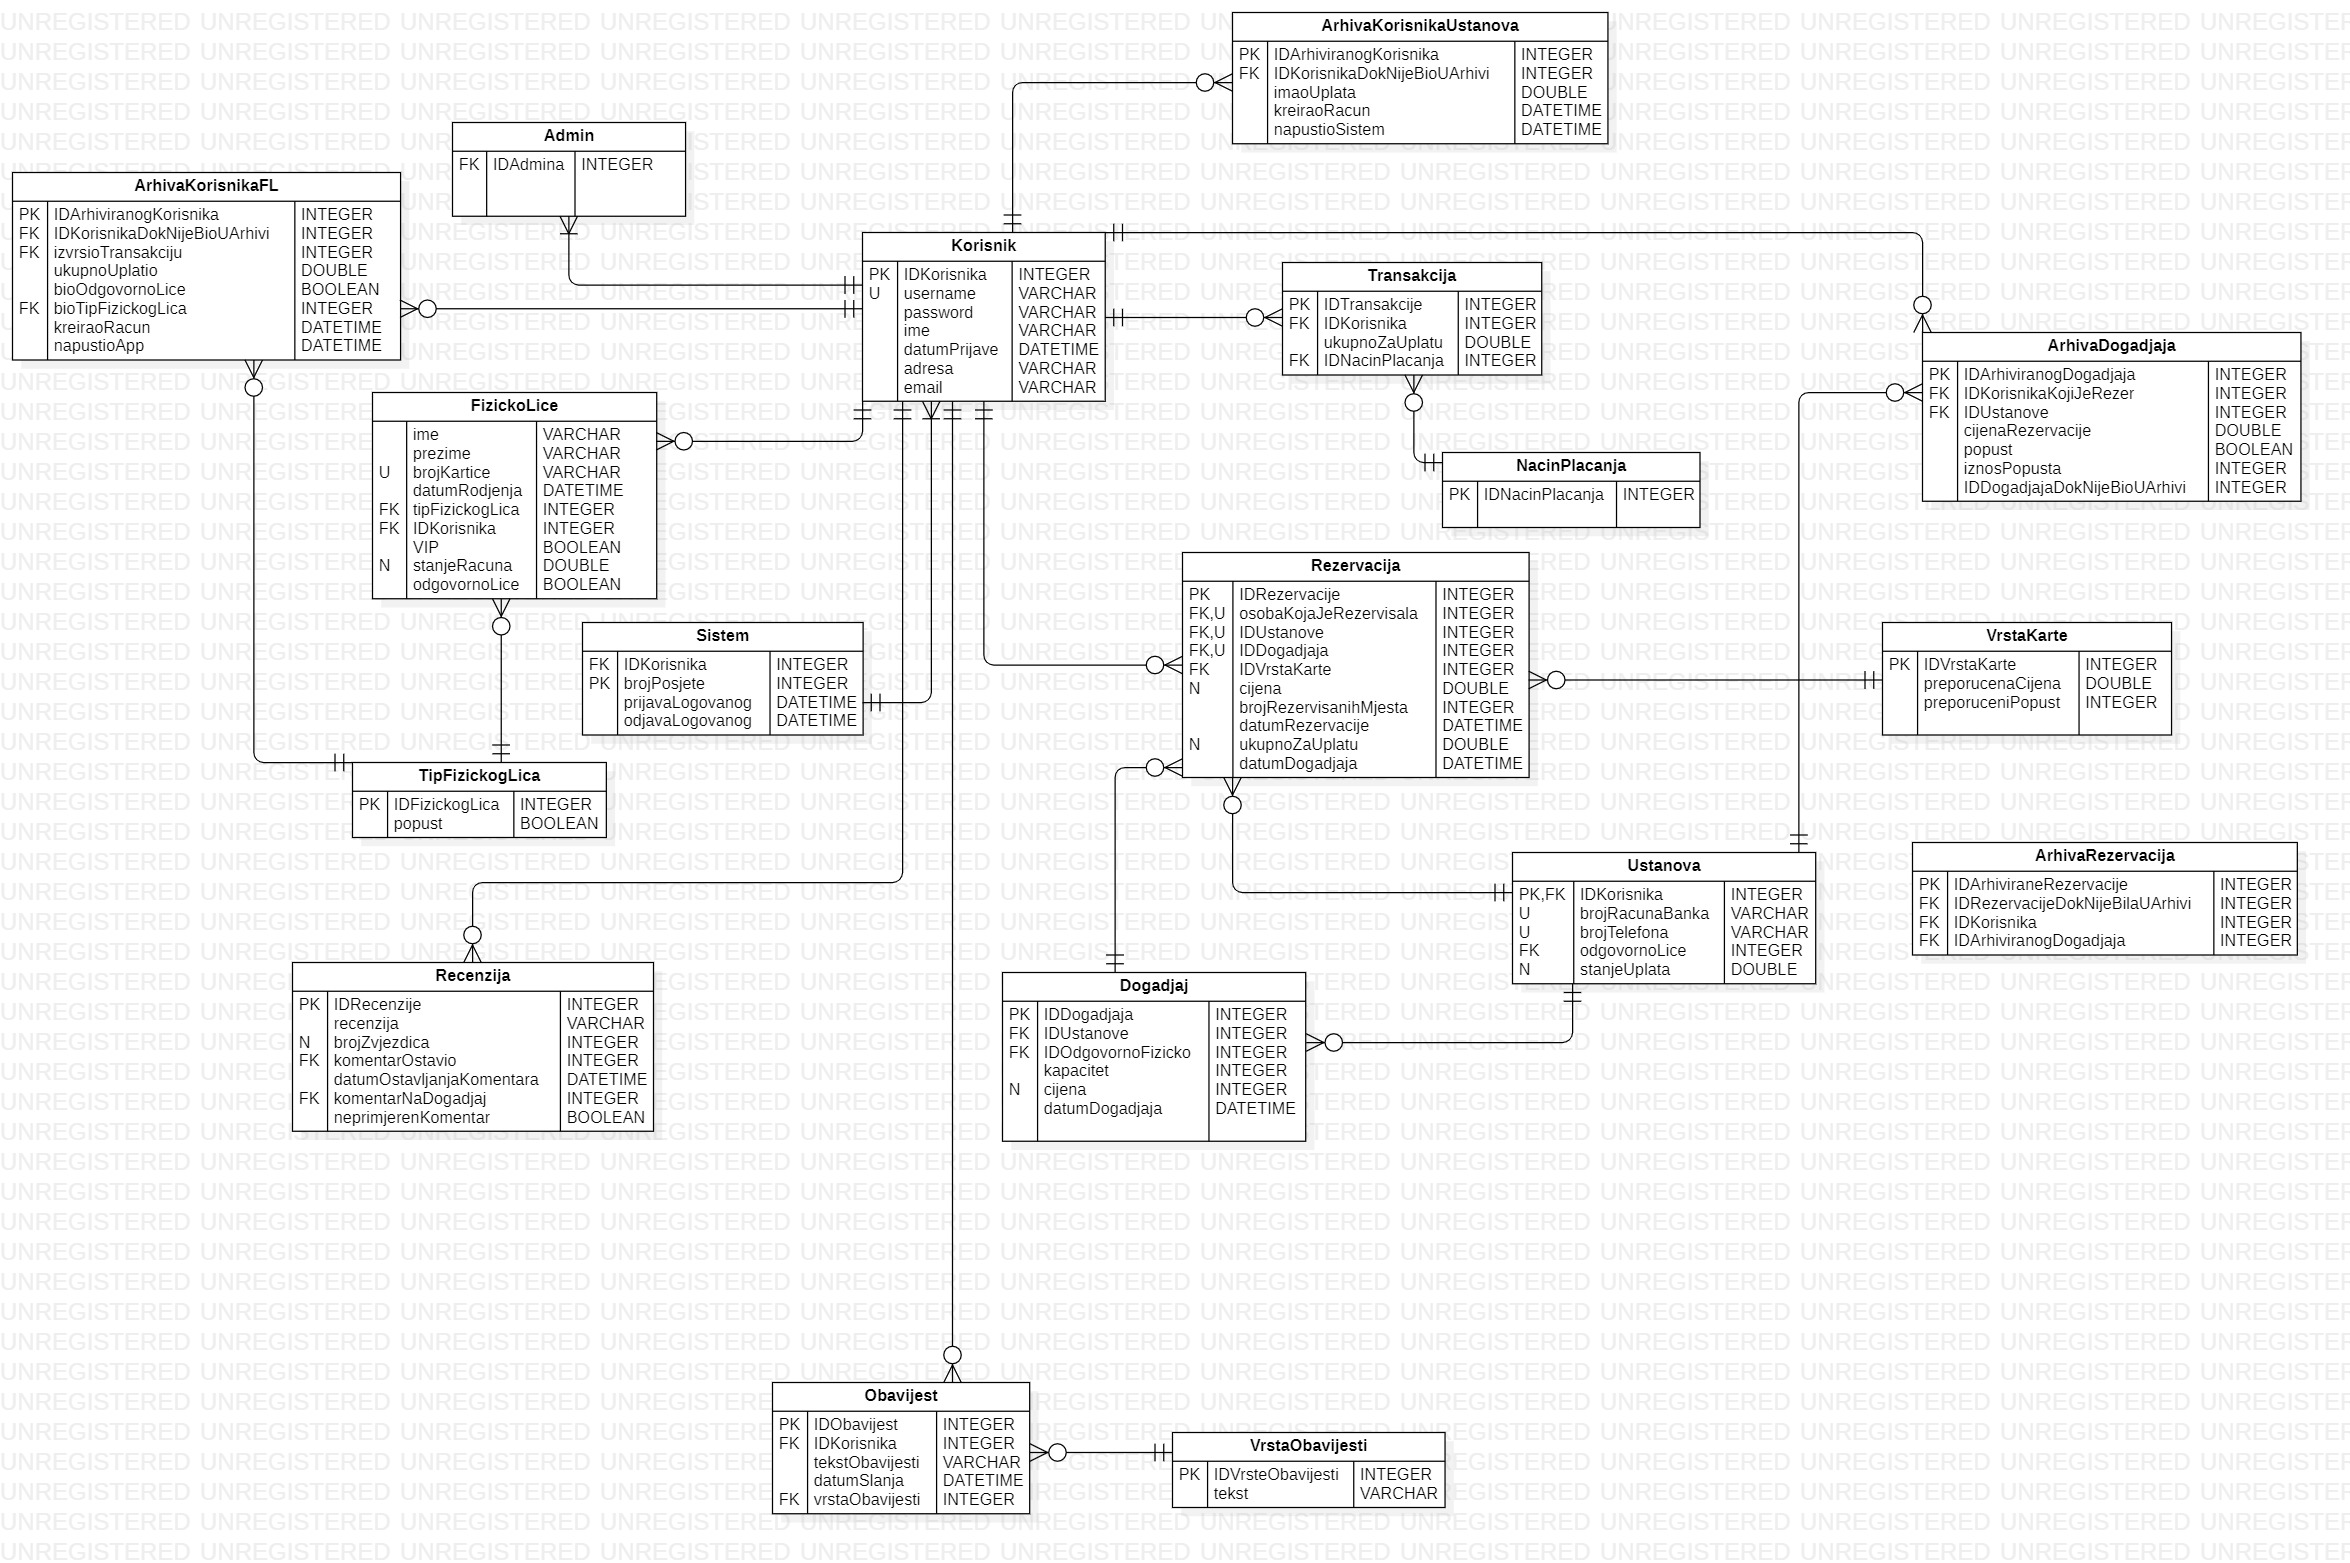 ArhivaKorisnikaUstanova
PK IDArhiviranogKorisnika INTEGER
FK IDKorisnikaDokNijeBioUArhivi INTEGER
imaoUplata DOUBLE
kreiraoRacun DATETIME
napustioSistem DATETIME
Admin
FK IDAdmina INTEGER
ArhivaKorisnikaFL
PK IDArhiviranogKorisnika INTEGER
FK IDKorisnikaDokNijeBioUArhivi INTEGER
FK izvrsioTransakciju INTEGER
ukupnoUplatio DOUBLE
bioOdgovornoLice BOOLEAN
FK bioTipFizickogLica INTEGER
kreiraoRacun DATETIME
napustioApp DATETIME
Korisnik
PK IDKorisnika INTEGER
U username VARCHAR
password VARCHAR
ime VARCHAR
datumPrijave DATETIME
adresa VARCHAR
email VARCHAR
Transakcija
PK IDTransakcije INTEGER
FK IDKorisnika INTEGER
ukupnoZaUplatu DOUBLE
FK IDNacinPlacanja INTEGER
ArhivaDogadjaja
PK IDArhiviranogDogadjaja INTEGER
FK IDKorisnikaKojiJeRezer INTEGER
FK IDUstanove INTEGER
cijenaRezervacije DOUBLE
popust BOOLEAN
iznosPopusta INTEGER
IDDogadjajaDokNijeBioUArhivi INTEGER
FizickoLice
ime VARCHAR
prezime VARCHAR
U brojKartice VARCHAR
datumRodjenja DATETIME
FK tipFizickogLica INTEGER
FK IDKorisnika INTEGER
VIP BOOLEAN
N stanjeRacuna DOUBLE
odgovornoLice BOOLEAN
NacinPlacanja
PK IDNacinPlacanja INTEGER
Rezervacija
PK IDRezervacije INTEGER
FK,U osobaKojaJeRezervisala INTEGER
FK,U IDUstanove INTEGER
FK,U IDDogadjaja INTEGER
FK IDVrstaKarte INTEGER
N cijena DOUBLE
brojRezervisanihMjesta INTEGER
datumRezervacije DATETIME
N ukupnoZaUplatu DOUBLE
datumDogadjaja DATETIME
Sistem
FK IDKorisnika INTEGER
PK brojPosjete INTEGER
prijavaLogovanog DATETIME
odjavaLogovanog DATETIME
VrstaKarte
PK IDVrstaKarte INTEGER
preporucenaCijena DOUBLE
preporuceniPopust INTEGER
TipFizickogLica
PK IDFizickogLica INTEGER
popust BOOLEAN
Ustanova
PK,FK IDKorisnika INTEGER
U brojRacunaBanka VARCHAR
U brojTelefona VARCHAR
FK odgovornoLice INTEGER
N stanjeUplata DOUBLE
ArhivaRezervacija
PK IDArhiviraneRezervacije INTEGER
FK IDRezervacijeDokNijeBilaUArhivi INTEGER
FK IDKorisnika INTEGER
FK IDArhiviranogDogadjaja INTEGER
Recenzija
PK IDRecenzije INTEGER
recenzija VARCHAR
N brojZvjezdica INTEGER
FK komentarOstavio INTEGER
datumOstavljanjaKomentara DATETIME
FK komentarNaDogadjaj INTEGER
neprimjerenKomentar BOOLEAN
Dogadjaj
PK IDDogadjaja INTEGER
FK IDUstanove INTEGER
FK IDOdgovornoFizicko INTEGER
kapacitet INTEGER
N cijena INTEGER
datumDogadjaja DATETIME
Obavijest
PK IDObavijest INTEGER
FK IDKorisnika INTEGER
tekstObavijesti VARCHAR
datumSlanja DATETIME
FK vrstaObavijesti INTEGER
VrstaObavijesti
PK IDVrsteObavijesti INTEGER
tekst VARCHAR